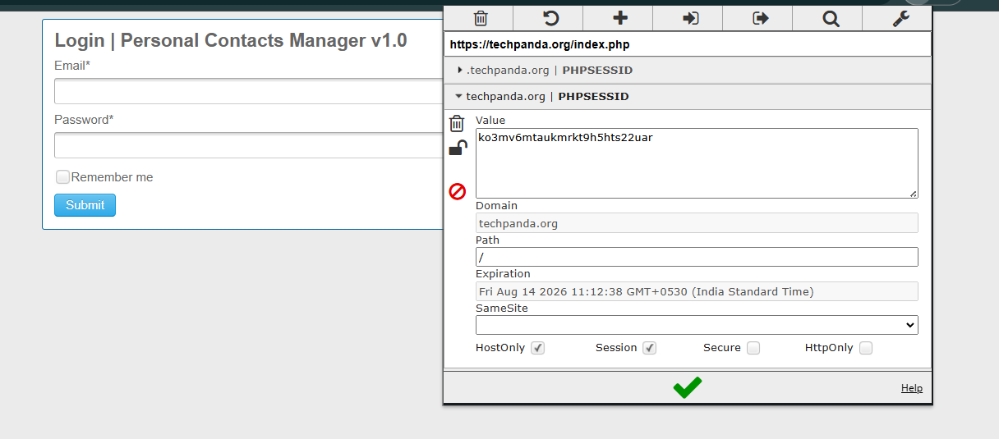 Login | Personal Contacts Manager v1.0
Email*
Password*
Remember me
Submit
https://techpanda.org/index.php
.techpanda.org | PHPSESSID
techpanda.org | PHPSESSID
Value
ko3mv6mtaukmrkt9h5hts22uar
Domain
techpanda.org
Path
/
Expiration
Fri Aug 14 2026 11:12:38 GMT+0530 (India Standard Time)
SameSite
HostOnly Session Secure HttpOnly
Help